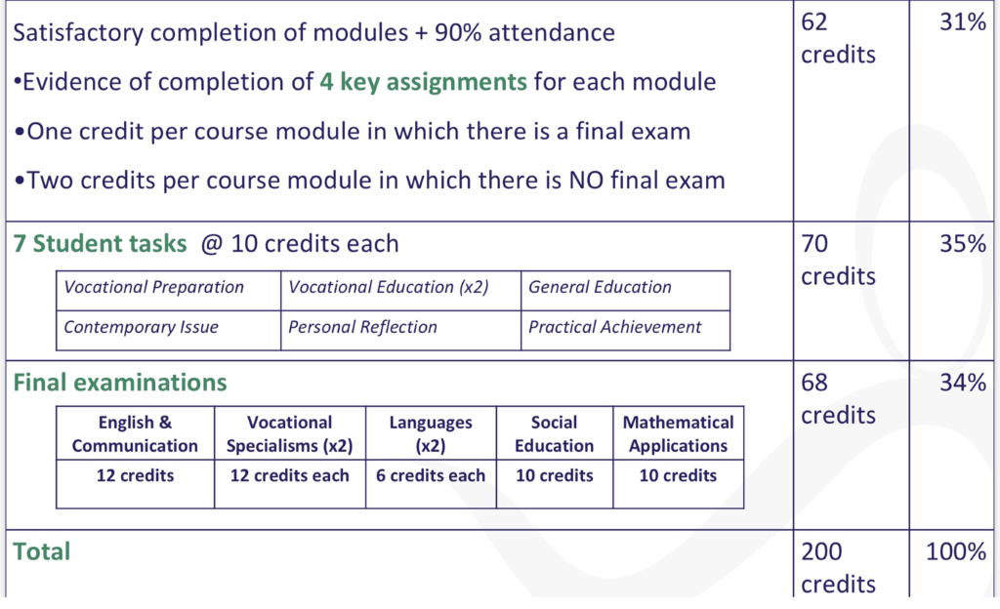 Satisfactory completion of modules + 90% attendance
62 credits
31%
•Evidence of completion of 4 key assignments for each module
•One credit per course module in which there is a final exam
•Two credits per course module in which there is NO final exam
7 Student tasks @ 10 credits each
70 credits
35%
Vocational Preparation
Vocational Education (x2)
General Education
Contemporary Issue
Personal Reflection
Practical Achievement
Final examinations
68 credits
34%
English & Communication
Vocational Specialisms (x2)
Languages (x2)
Social Education
Mathematical Applications
12 credits
12 credits each
6 credits each
10 credits
10 credits
Total
200 credits
100%